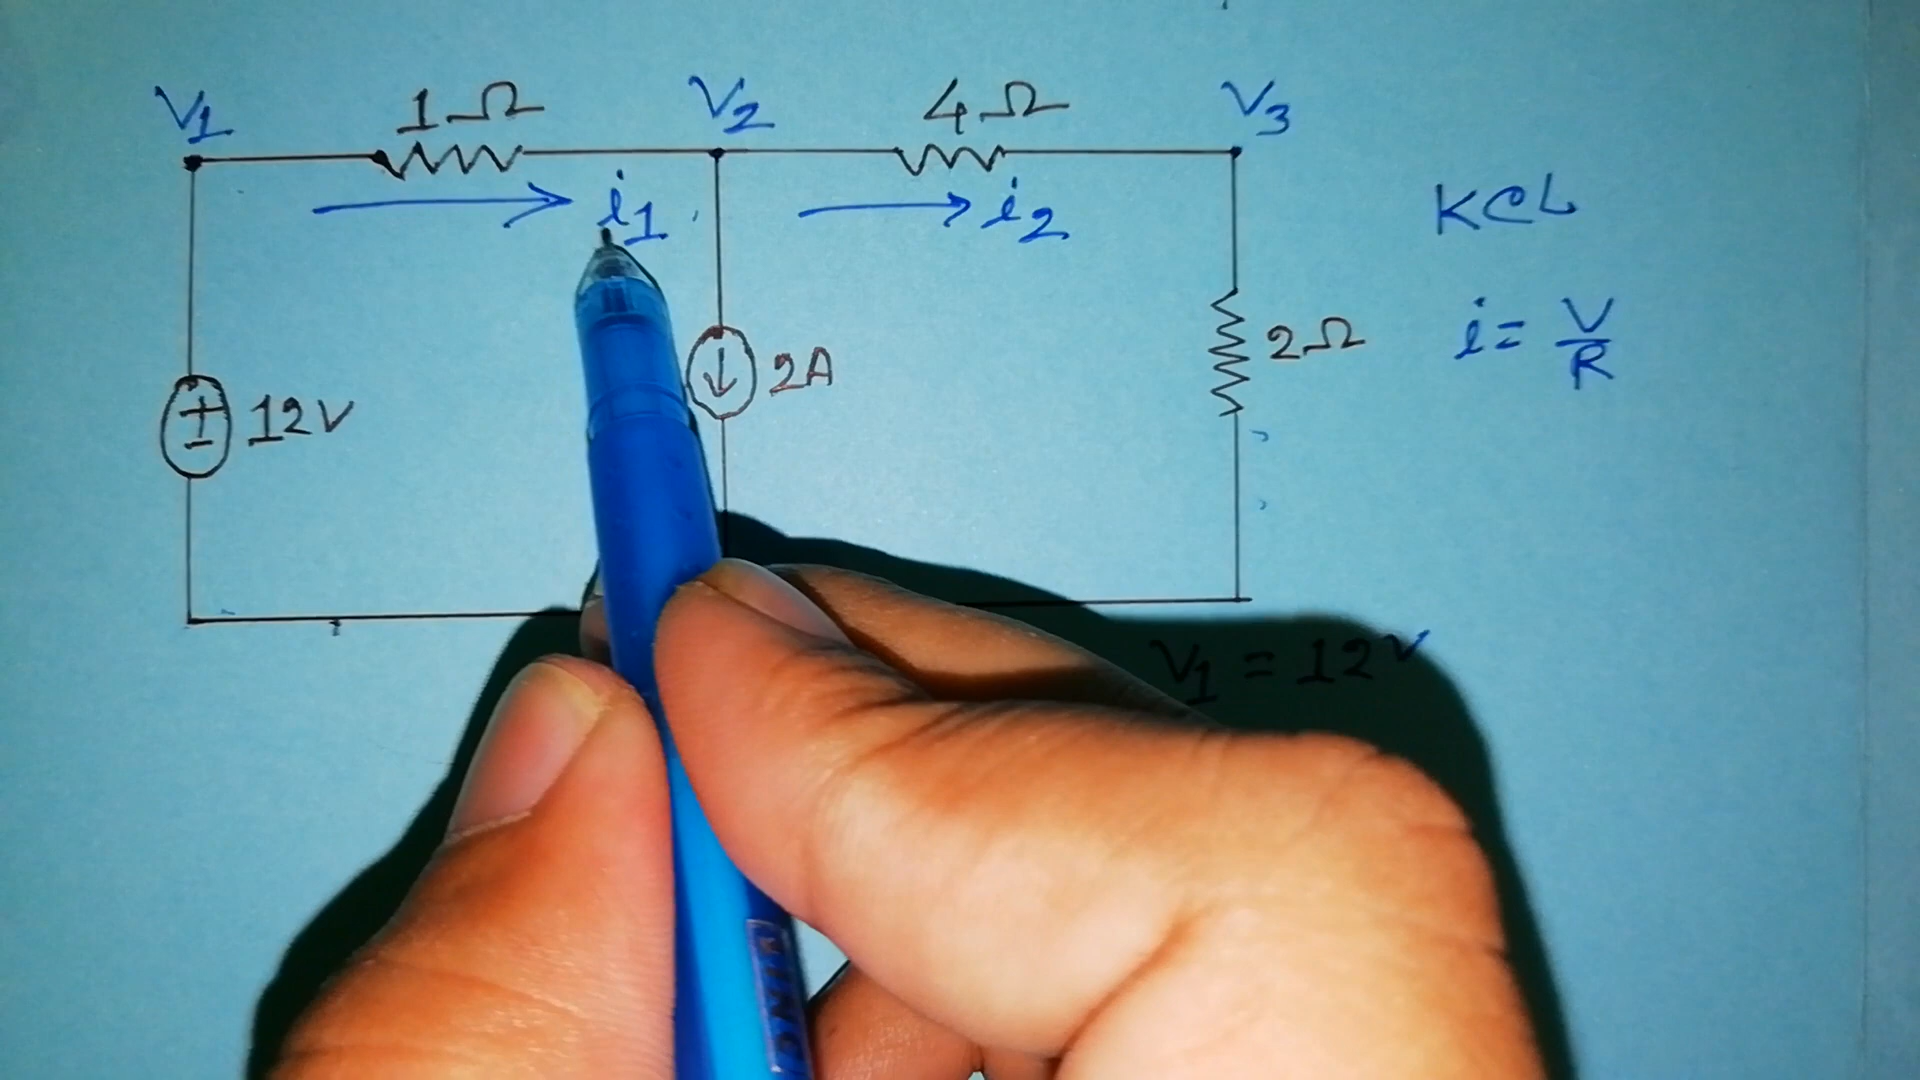 V1 1Ω V2 4Ω V3
i1 i2 KCL
i = V/R
2Ω
2A
± 12V
V1 = 12V